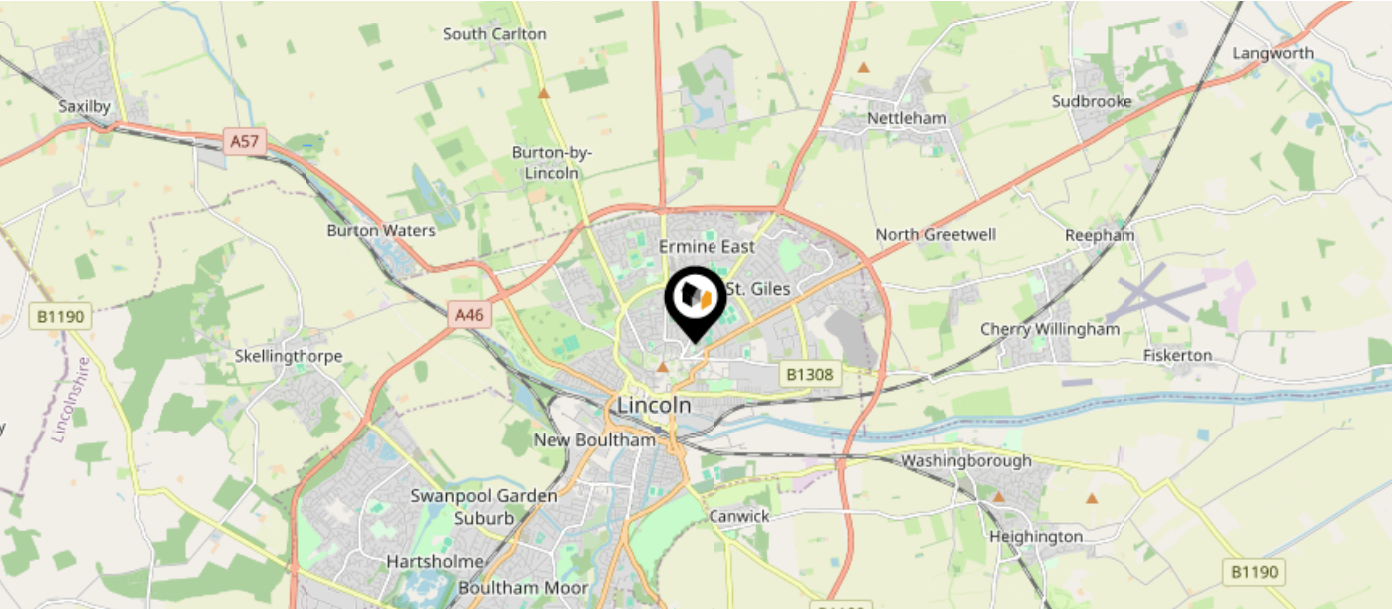 South Carlton
Langworth
Saxilby
Sudbrooke
Nettleham
A57
Burton-by-
Lincoln
Burton Waters
Ermine East
North Greetwell
Reepham
St. Giles
B1190
A46
Cherry Willingham
Skellingthorpe
Fiskerton
B1308
Lincolnshire
Lincoln
New Boultham
Washingborough
Swanpool Garden
Suburb
Canwick
Heighington
Hartsholme
B1190
Boultham Moor